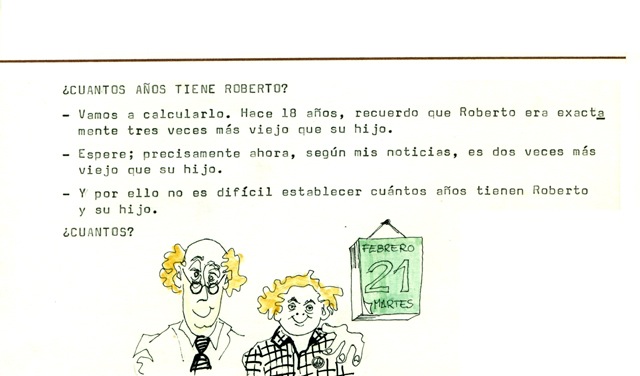 ¿CUANTOS AÑOS TIENE ROBERTO?
- Vamos a calcularlo. Hace 18 años, recuerdo que Roberto era exacta
mente tres veces más viejo que su hijo.
- Espere; precisamente ahora, según mis noticias, es dos veces más
viejo que su hijo.
- Y por ello no es difícil establecer cuántos años tienen Roberto
y su hijo.
¿CUANTOS?
FEBRERO
21
MARTES